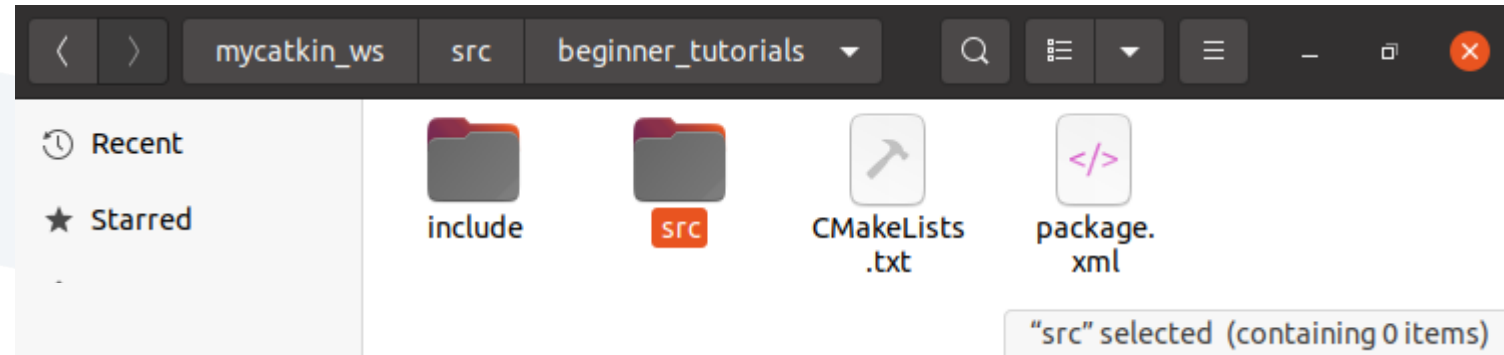 mycatkin_ws src beginner_tutorials
Recent
Starred
include
src
CMakeLists
.txt
</>
package.
xml
“src” selected (containing 0 items)